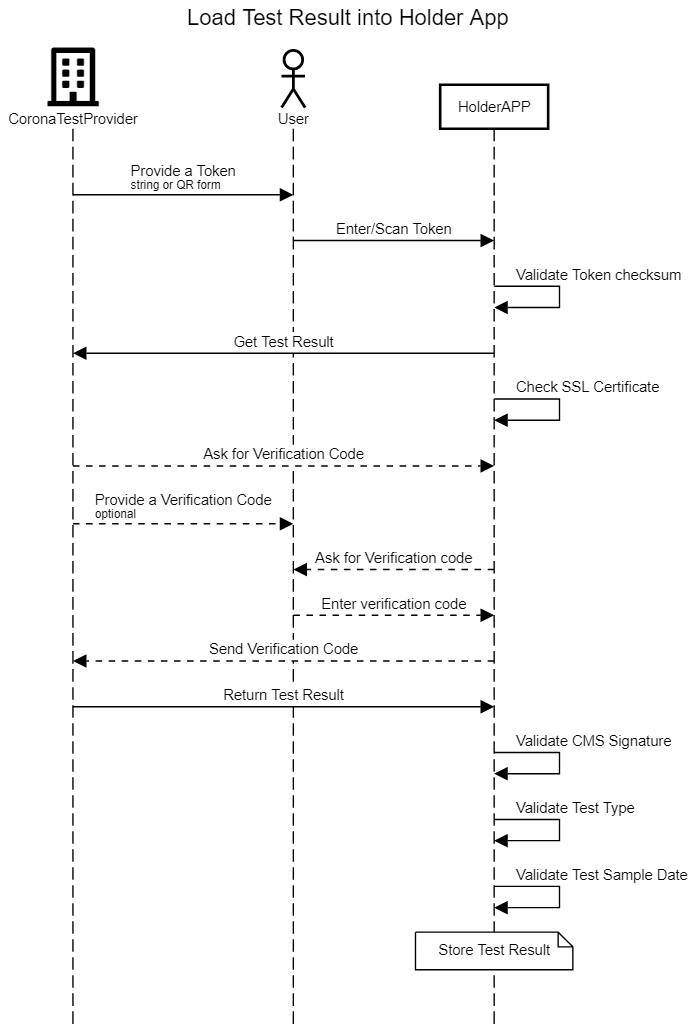 Load Test Result into Holder App
CoronaTestProvider
User
HolderAPP
Provide a Token
string or QR form
Enter/Scan Token
Validate Token checksum
Get Test Result
Check SSL Certificate
Ask for Verification Code
Provide a Verification Code
optional
Ask for Verification code
Enter verification code
Send Verification Code
Return Test Result
Validate CMS Signature
Validate Test Type
Validate Test Sample Date
Store Test Result